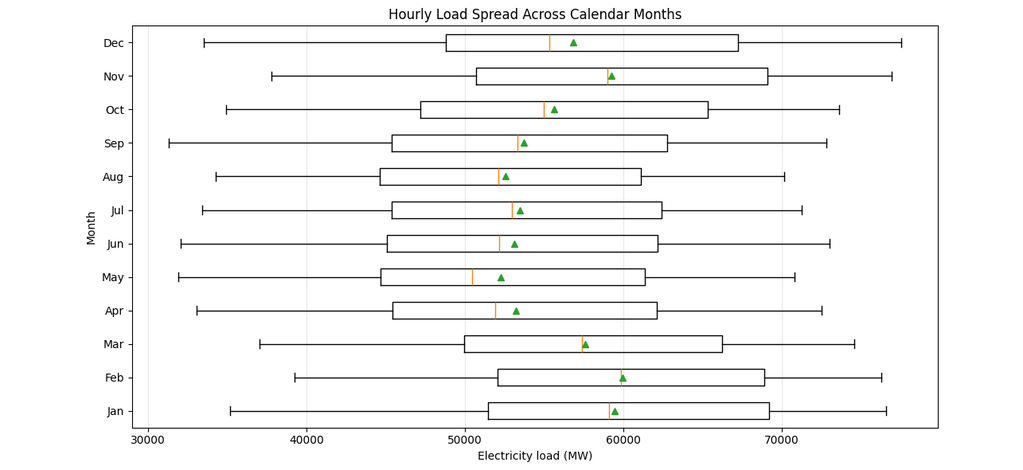 Hourly Load Spread Across Calendar Months
Dec
Nov
Oct
Sep
Aug
Jul
Jun
May
Apr
Mar
Feb
Jan
Month
30000 40000 50000 60000 70000
Electricity load (MW)